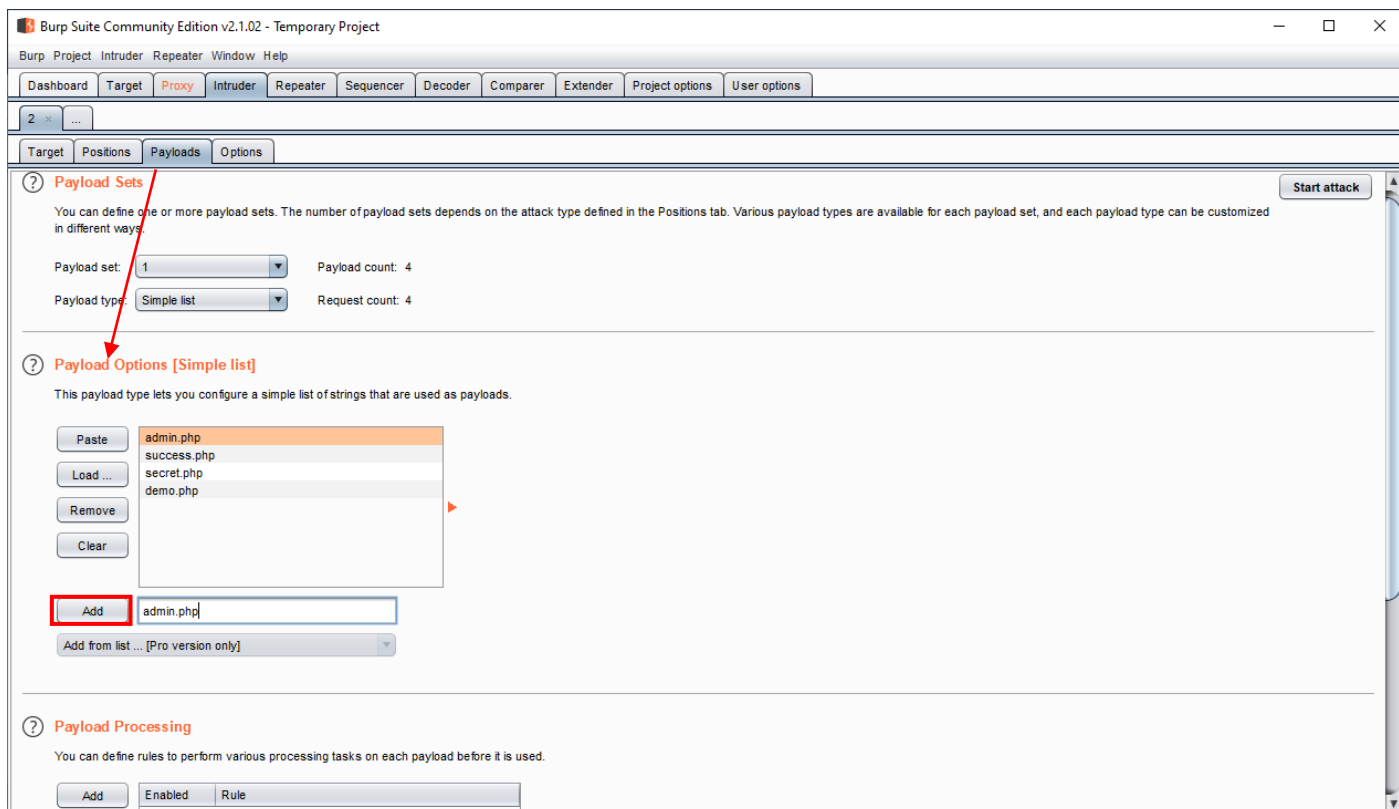 Burp Suite Community Edition v2.1.02 - Temporary Project
Burp Project Intruder Repeater Window Help
Dashboard Target Proxy Intruder Repeater Sequencer Decoder Comparer Extender Project options User options
2 × ...
Target Positions Payloads Options
? Payload Sets
Start attack
You can define one or more payload sets. The number of payload sets depends on the attack type defined in the Positions tab. Various payload types are available for each payload set, and each payload type can be customized
in different ways.
Payload set: 1 Payload count: 4
Payload type: Simple list Request count: 4
? Payload Options [Simple list]
This payload type lets you configure a simple list of strings that are used as payloads.
Paste
Load ...
Remove
Clear
admin.php
success.php
secret.php
demo.php
Add admin.php
Add from list ... [Pro version only]
? Payload Processing
You can define rules to perform various processing tasks on each payload before it is used.
Add Enabled Rule